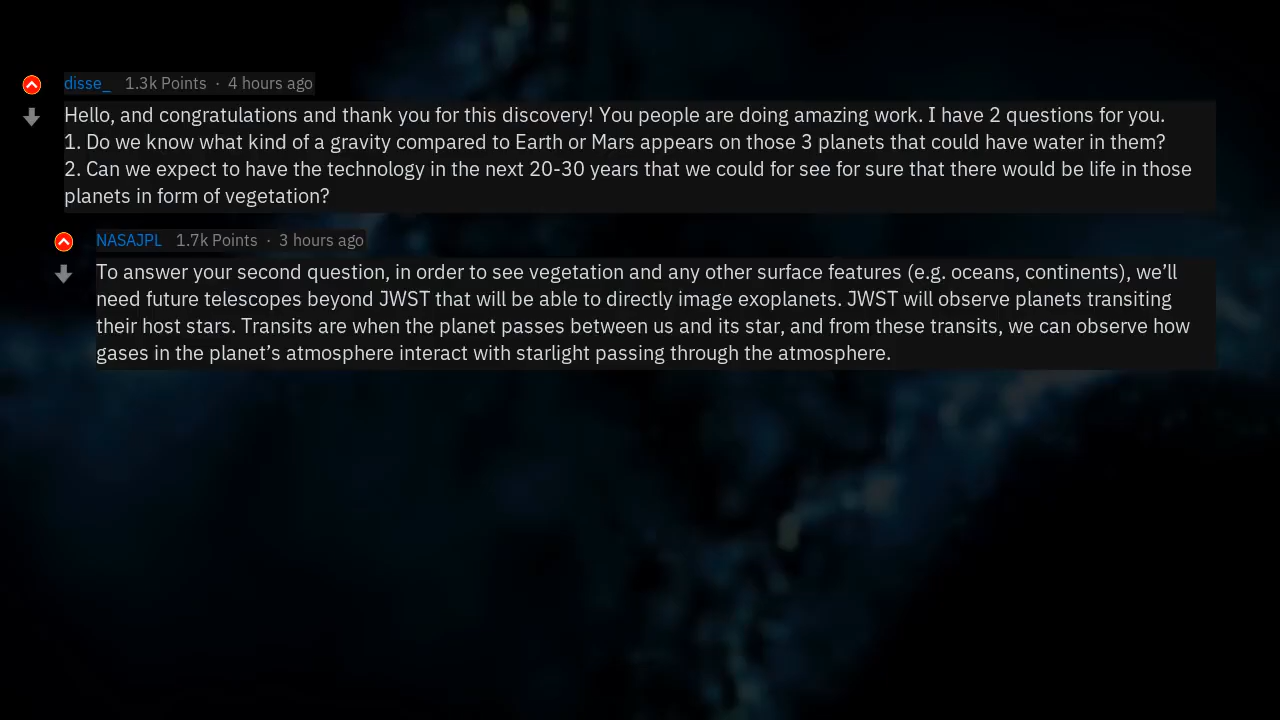 disse_ 1.3k Points · 4 hours ago
Hello, and congratulations and thank you for this discovery! You people are doing amazing work. I have 2 questions for you.
1. Do we know what kind of a gravity compared to Earth or Mars appears on those 3 planets that could have water in them?
2. Can we expect to have the technology in the next 20-30 years that we could for see for sure that there would be life in those
planets in form of vegetation?
NASAJPL 1.7k Points · 3 hours ago
To answer your second question, in order to see vegetation and any other surface features (e.g. oceans, continents), we’ll
need future telescopes beyond JWST that will be able to directly image exoplanets. JWST will observe planets transiting
their host stars. Transits are when the planet passes between us and its star, and from these transits, we can observe how
gases in the planet’s atmosphere interact with starlight passing through the atmosphere.